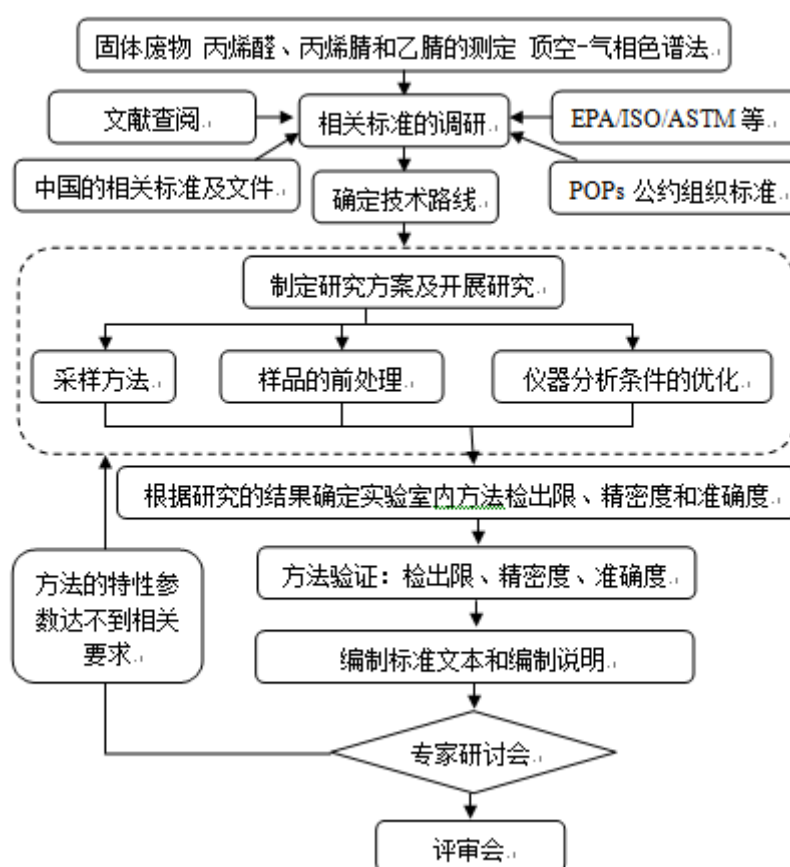 固体废物 丙烯醛、丙烯腈和乙腈的测定 顶空-气相色谱法
文献查阅
相关标准的调研
EPA/ISO/ASTM 等
中国的相关标准及文件
确定技术路线
POPs 公约组织标准
制定研究方案及开展研究
采样方法
样品的前处理
仪器分析条件的优化
根据研究的结果确定实验室内方法检出限、精密度和准确度
方法的特性参
数达不到相关
要求
方法验证：检出限、精密度、准确度
编制标准文本和编制说明
专家研讨会
评审会